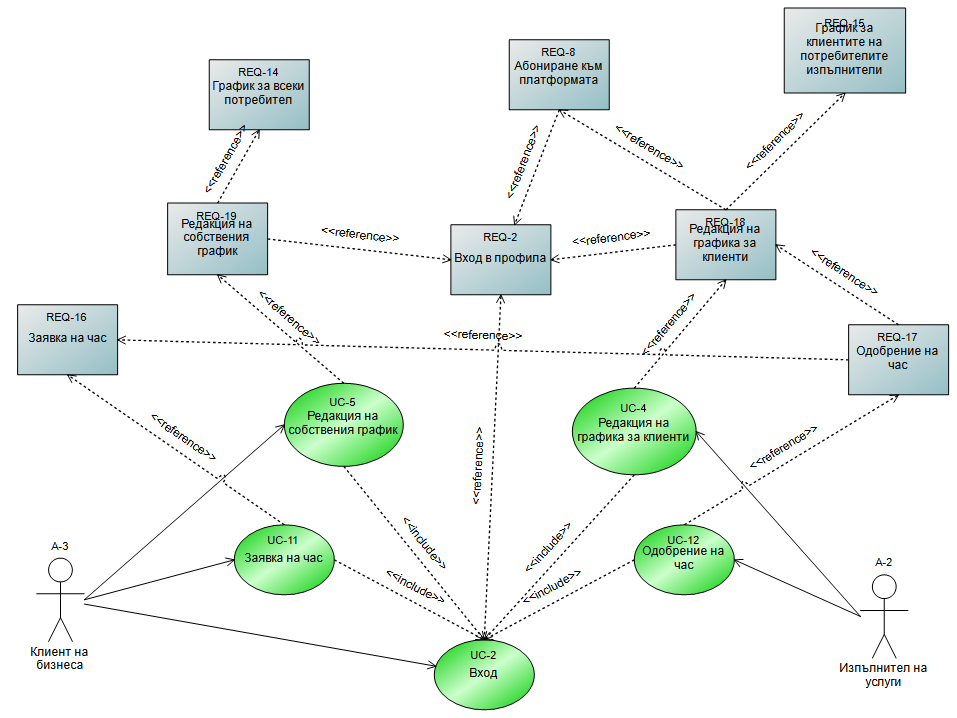 REQ-15
График за
клиентите на
потребителите
изпълнители
REQ-8
Абониране към
платформата
REQ-14
График за всеки
потребител
<<reference>>
<<reference>>
<<reference>>
<<reference>>
REQ-19
Редакция на
собствения
график
<<reference>>
REQ-2
Вход в профила
<<reference>>
REQ-18
Редакция на
графика за
клиенти
<<reference>>
REQ-16
Заявка на час
<<reference>>
<<reference>>
<<reference>>
REQ-17
Одобрение на
час
UC-5
Редакция на
собствения график
UC-4
Редакция на
графика за клиенти
<<reference>>
<<reference>>
<<reference>>
<<include>>
<<include>>
UC-11
Заявка на час
UC-12
Одобрение на
час
<<include>>
<<include>>
A-3
Клиент на
бизнеса
A-2
Изпълнител на
услуги
UC-2
Вход